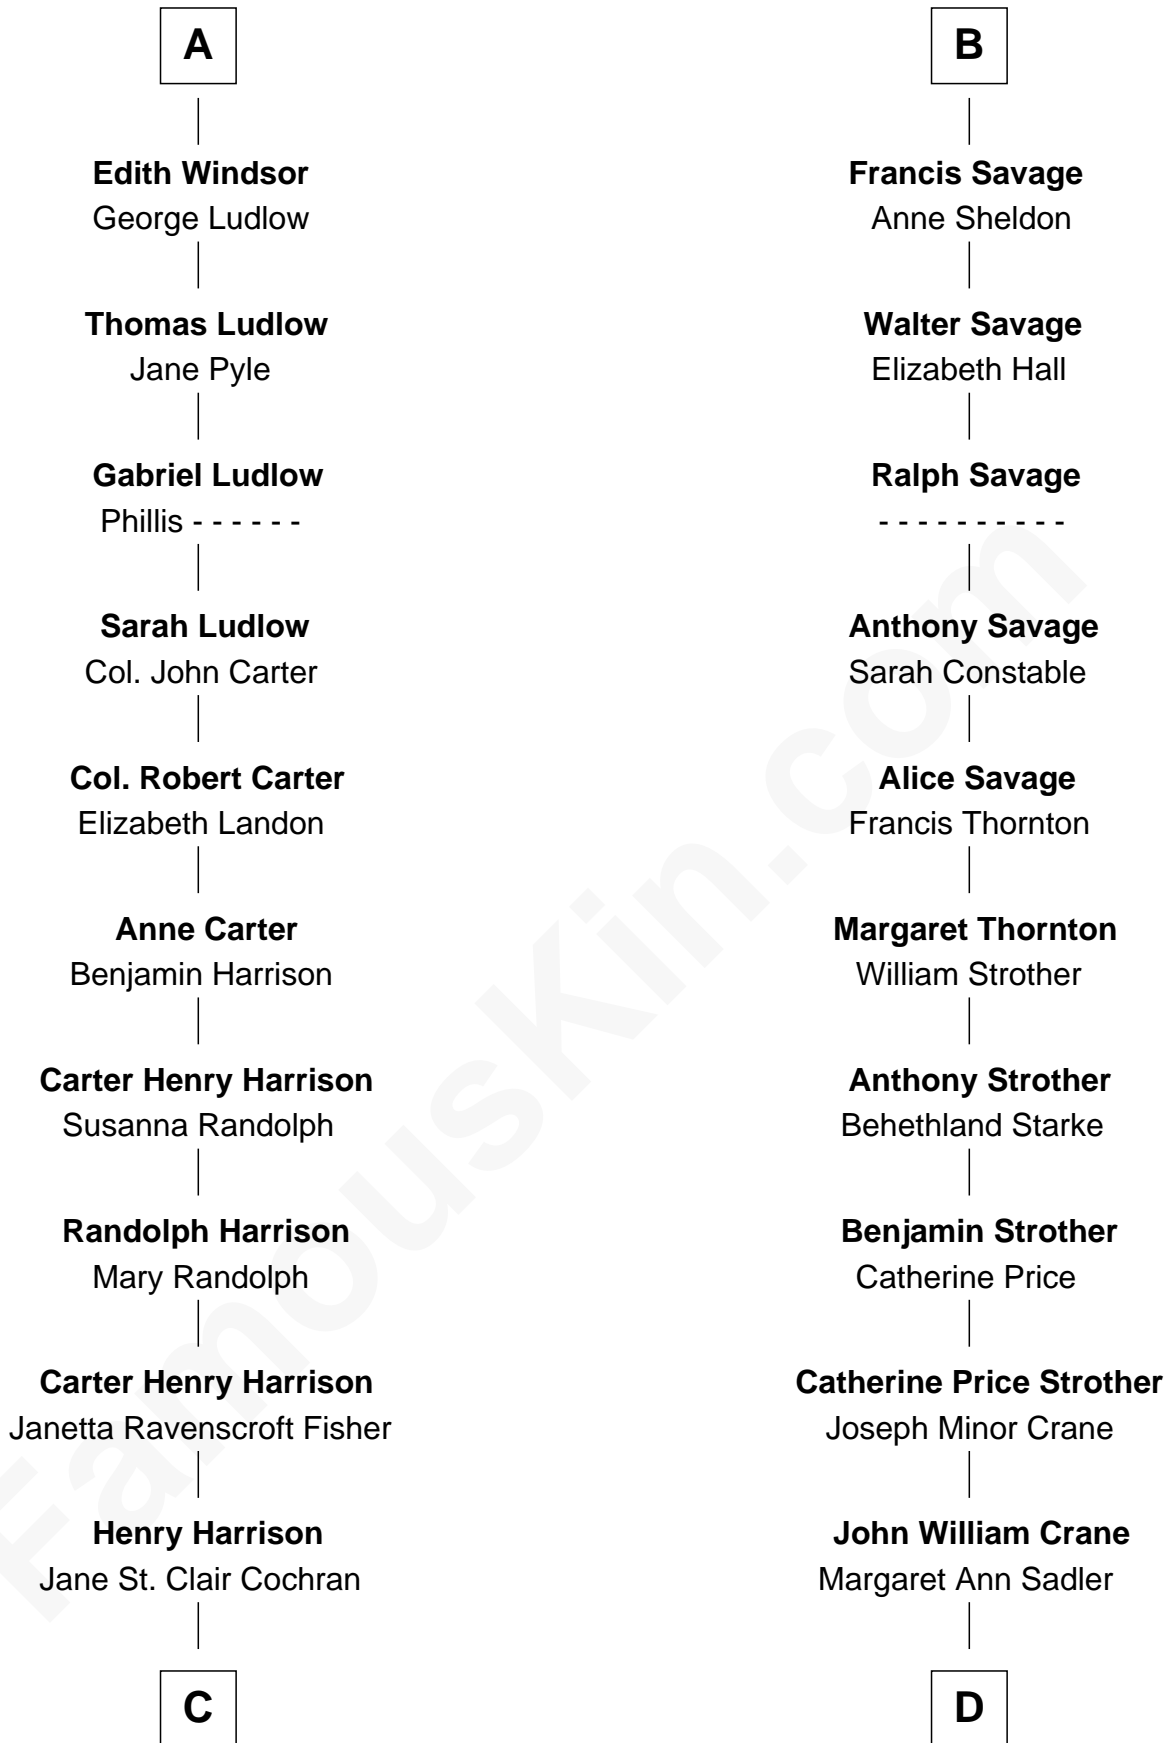 A
Edith Windsor
George Ludlow
Thomas Ludlow
Jane Pyle
Gabriel Ludlow
Phillis - - - - - -
Sarah Ludlow
Col. John Carter
Col. Robert Carter
Elizabeth Landon
Anne Carter
Benjamin Harrison
Carter Henry Harrison
Susanna Randolph
Randolph Harrison
Mary Randolph
Carter Henry Harrison
Janetta Ravenscroft Fisher
Henry Harrison
Jane St. Clair Cochran
C
B
Francis Savage
Anne Sheldon
Walter Savage
Elizabeth Hall
Ralph Savage
- - - - - - - - - -
Anthony Savage
Sarah Constable
Alice Savage
Francis Thornton
Margaret Thornton
William Strother
Anthony Strother
Behethland Starke
Benjamin Strother
Catherine Price
Catherine Price Strother
Joseph Minor Crane
John William Crane
Margaret Ann Sadler
D
FamousKin.com